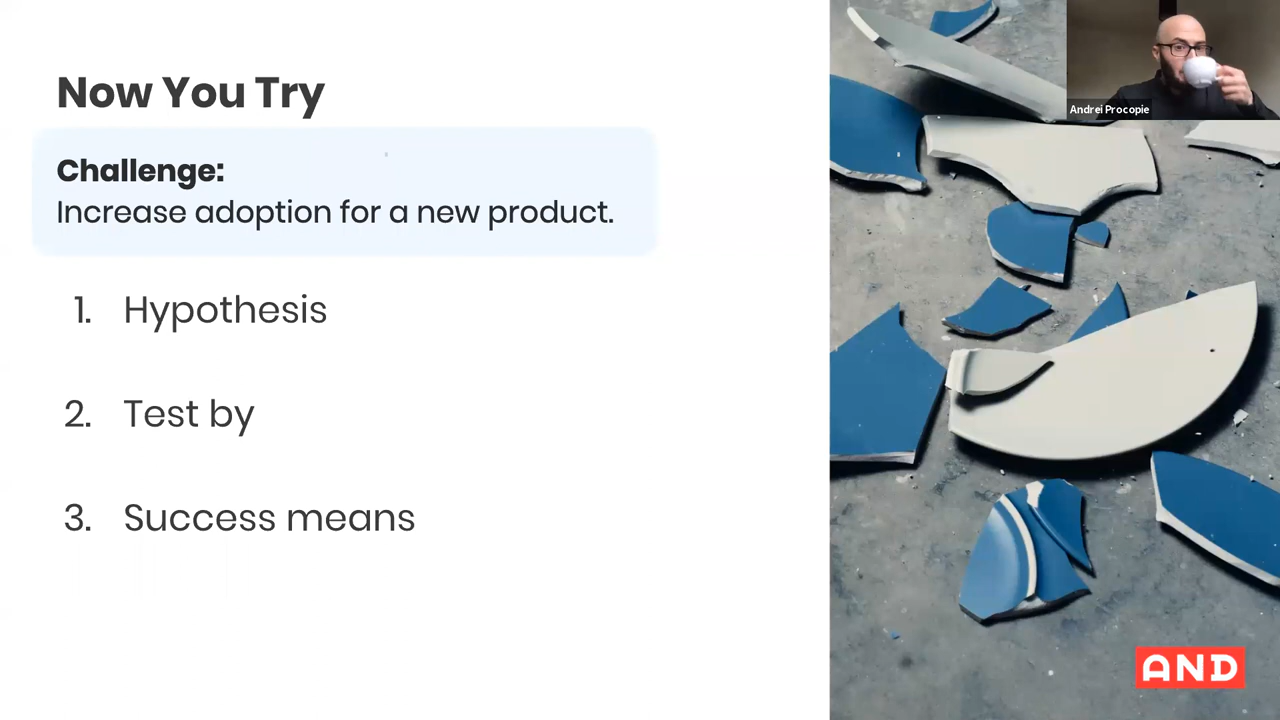 Now You Try
Challenge:
Increase adoption for a new product.
1. Hypothesis
2. Test by
3. Success means
Andrei Procopie
AND